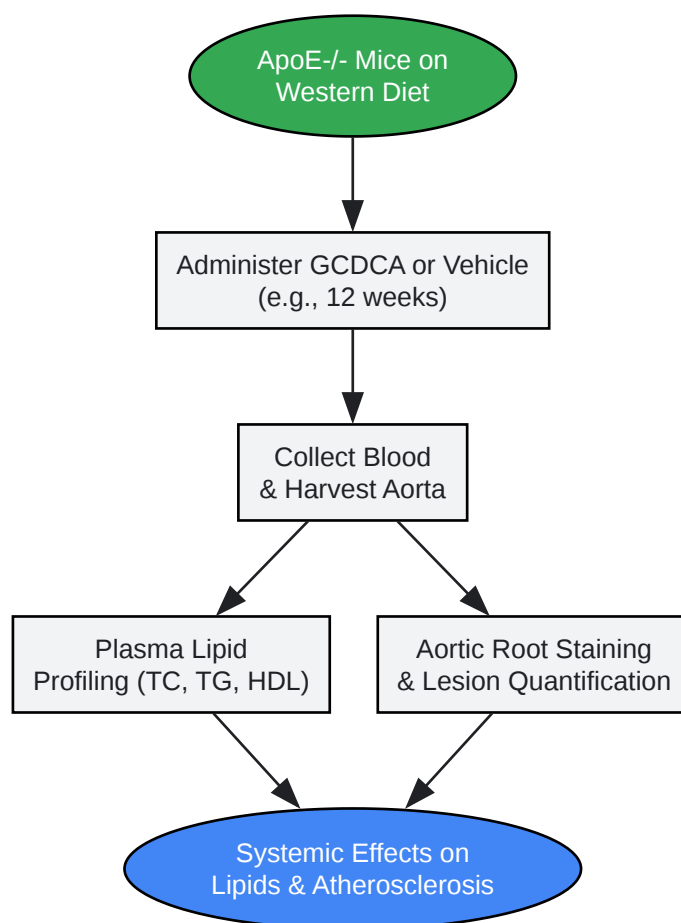 ApoE-/- Mice on
Western Diet
Administer GCDCA or Vehicle
(e.g., 12 weeks)
Collect Blood
& Harvest Aorta
Plasma Lipid
Profiling (TC, TG, HDL)
Aortic Root Staining
& Lesion Quantification
Systemic Effects on
Lipids & Atherosclerosis